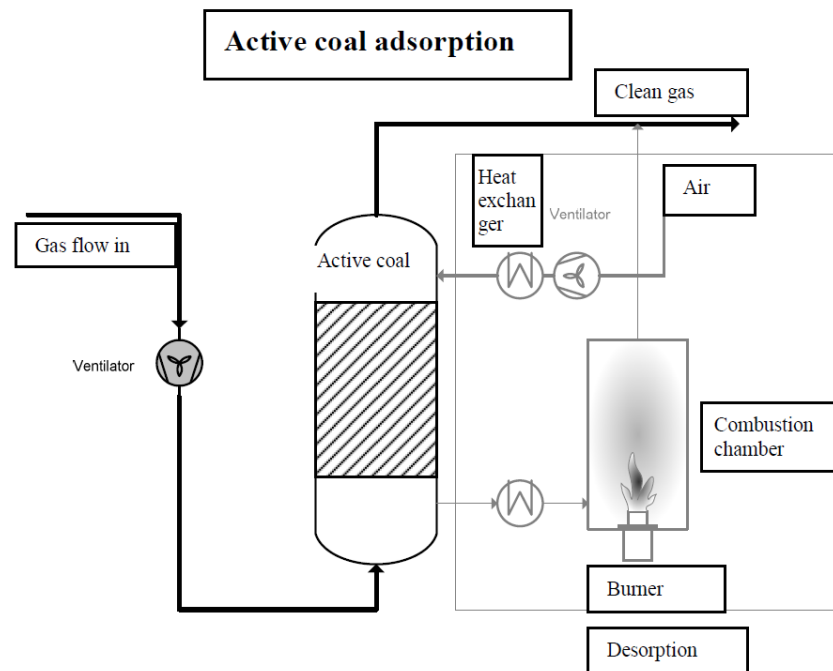 Active coal adsorption
Clean gas
Heat
exchan
ger
Ventilator
Air
Gas flow in
Active coal
Ventilator
Combustion
chamber
Burner
Desorption